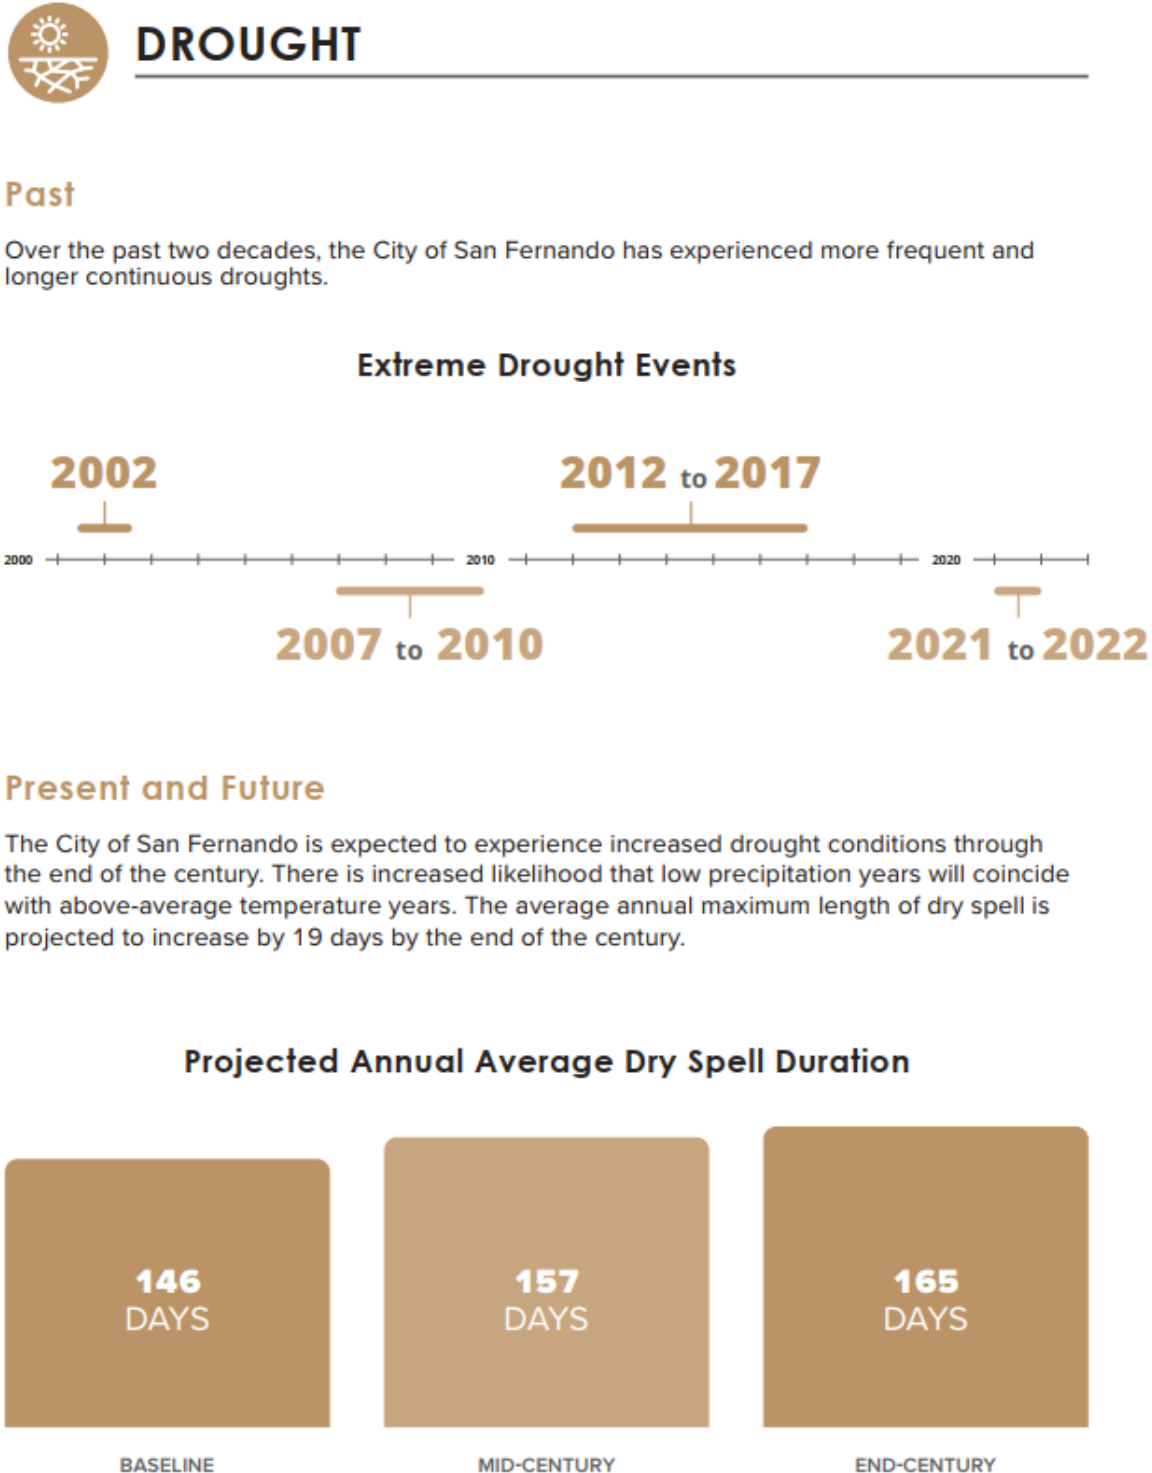 DROUGHT
Past
Over the past two decades, the City of San Fernando has experienced more frequent and
longer continuous droughts.
Extreme Drought Events
2002
2012 to 2017
2000
2010
2020
2007 to 2010
2021 to 2022
Present and Future
The City of San Fernando is expected to experience increased drought conditions through
the end of the century. There is increased likelihood that low precipitation years will coincide
with above-average temperature years. The average annual maximum length of dry spell is
projected to increase by 19 days by the end of the century.
Projected Annual Average Dry Spell Duration
146
DAYS
157
DAYS
165
DAYS
BASELINE
MID-CENTURY
END-CENTURY